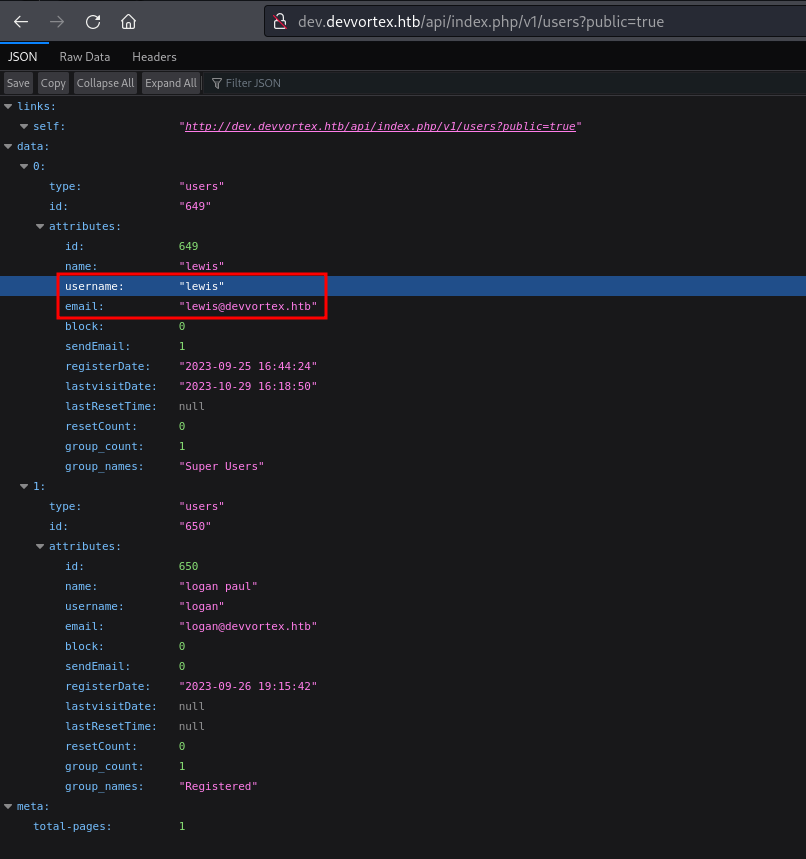 dev.devvortex.htb/api/index.php/v1/users?public=true
JSON Raw Data Headers
Save Copy Collapse All Expand All Filter JSON
links:
self: "http://dev.devvortex.htb/api/index.php/v1/users?public=true"
data:
0:
type: "users"
id: "649"
attributes:
id: 649
name: "lewis"
username: "lewis"
email: "lewis@devvortex.htb"
block: 0
sendEmail: 1
registerDate: "2023-09-25 16:44:24"
lastvisitDate: "2023-10-29 16:18:50"
lastResetTime: null
resetCount: 0
group_count: 1
group_names: "Super Users"
1:
type: "users"
id: "650"
attributes:
id: 650
name: "logan paul"
username: "logan"
email: "logan@devvortex.htb"
block: 0
sendEmail: 0
registerDate: "2023-09-26 19:15:42"
lastvisitDate: null
lastResetTime: null
resetCount: 0
group_count: 1
group_names: "Registered"
meta:
total-pages: 1